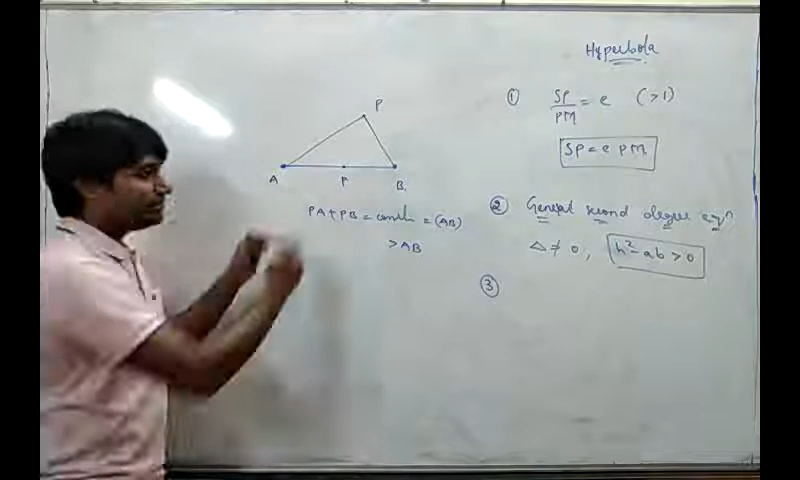 Hyperbola
① SP/PM = e (>1)
SP = e PM
② General second degree eqn
Δ ≠ 0, h² - ab > 0
③
P
A P B
PA + PB = const = (AB)
> AB